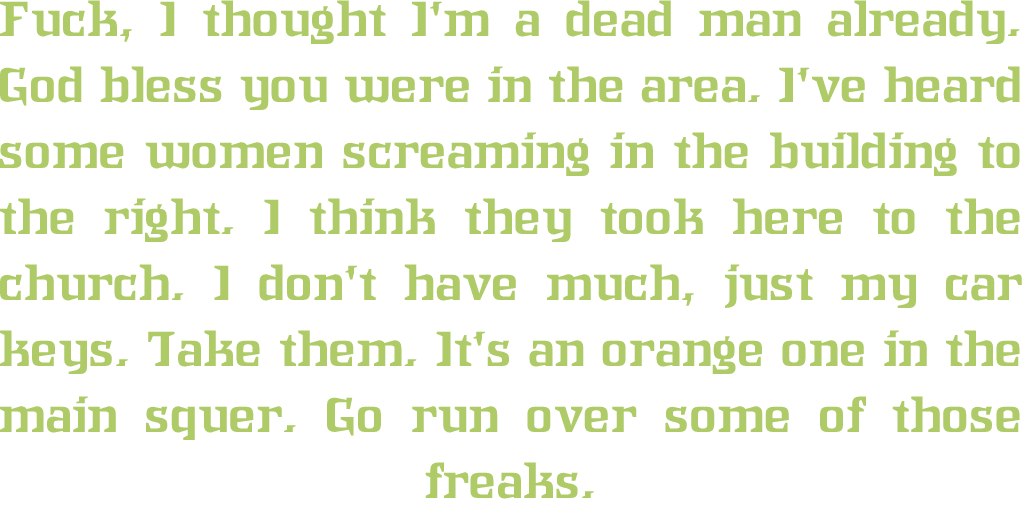 Fuck, I thought I'm a dead man already.
God bless you were in the area. I've heard
some women screaming in the building to
the right. I think they took here to the
church. I don't have much, just my car
keys. Take them. It's an orange one in the
main squer. Go run over some of those
freaks.